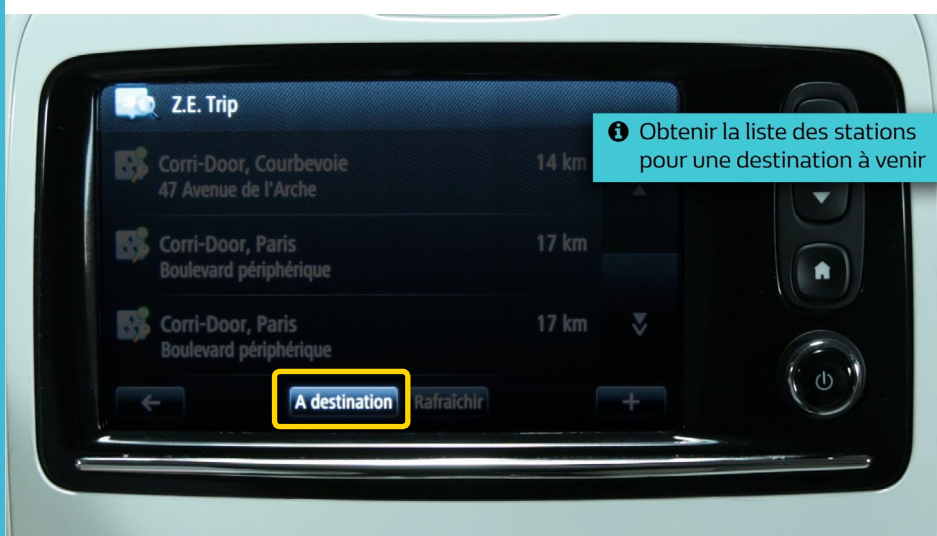 Z.E. Trip
Obtenir la liste des stations
pour une destination à venir
Corri-Door, Courbevoie 14 km
47 Avenue de l'Arche
Corri-Door, Paris 17 km
Boulevard périphérique
Corri-Door, Paris 17 km
Boulevard périphérique
A destination Rafraîchir